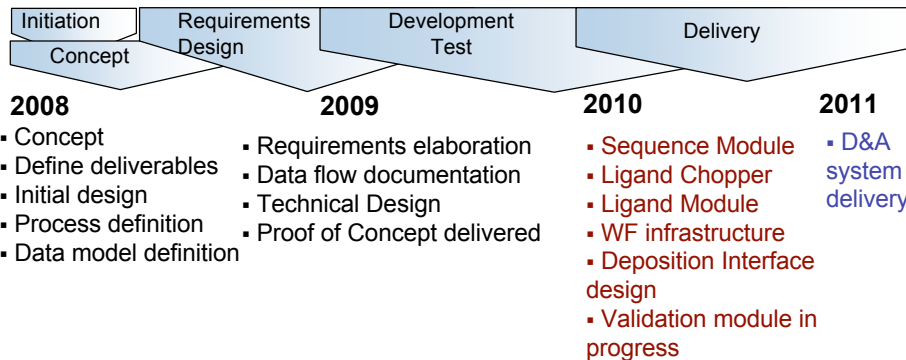 Initiation
Concept
Requirements
Design
Development
Test
Delivery
2008
▪ Concept
▪ Define deliverables
▪ Initial design
▪ Process definition
▪ Data model definition
2009
▪ Requirements elaboration
▪ Data flow documentation
▪ Technical Design
▪ Proof of Concept delivered
2010
▪ Sequence Module
▪ Ligand Chopper
▪ Ligand Module
▪ WF infrastructure
▪ Deposition Interface
design
▪ Validation module in
progress
2011
▪ D&A
system
delivery